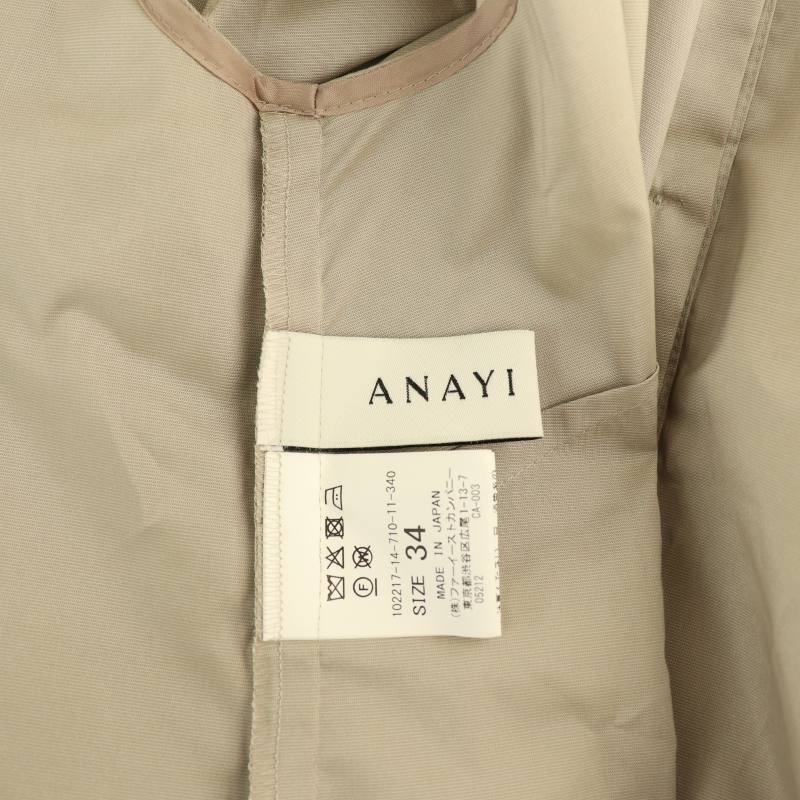 ANAYI
102217-14-710-11-340
SIZE 34
MADE IN JAPAN
(株)ファーイーストカンパニー
東京都渋谷区広尾1-13-7
05212 CA-003